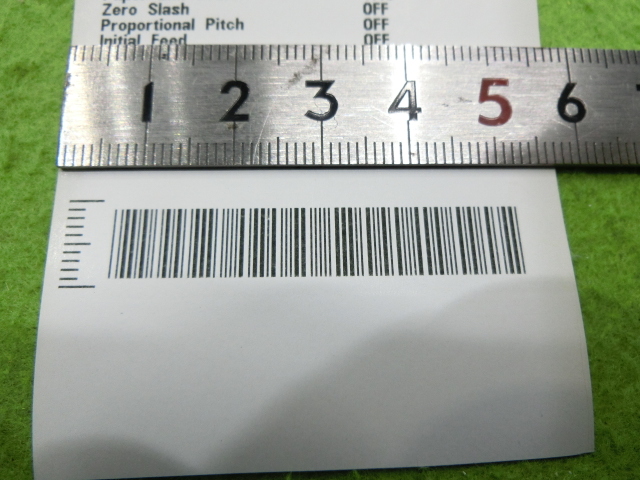 Zero Slash OFF
Proportional Pitch OFF
Initial Feed OFF
1 2 3 4 5 6